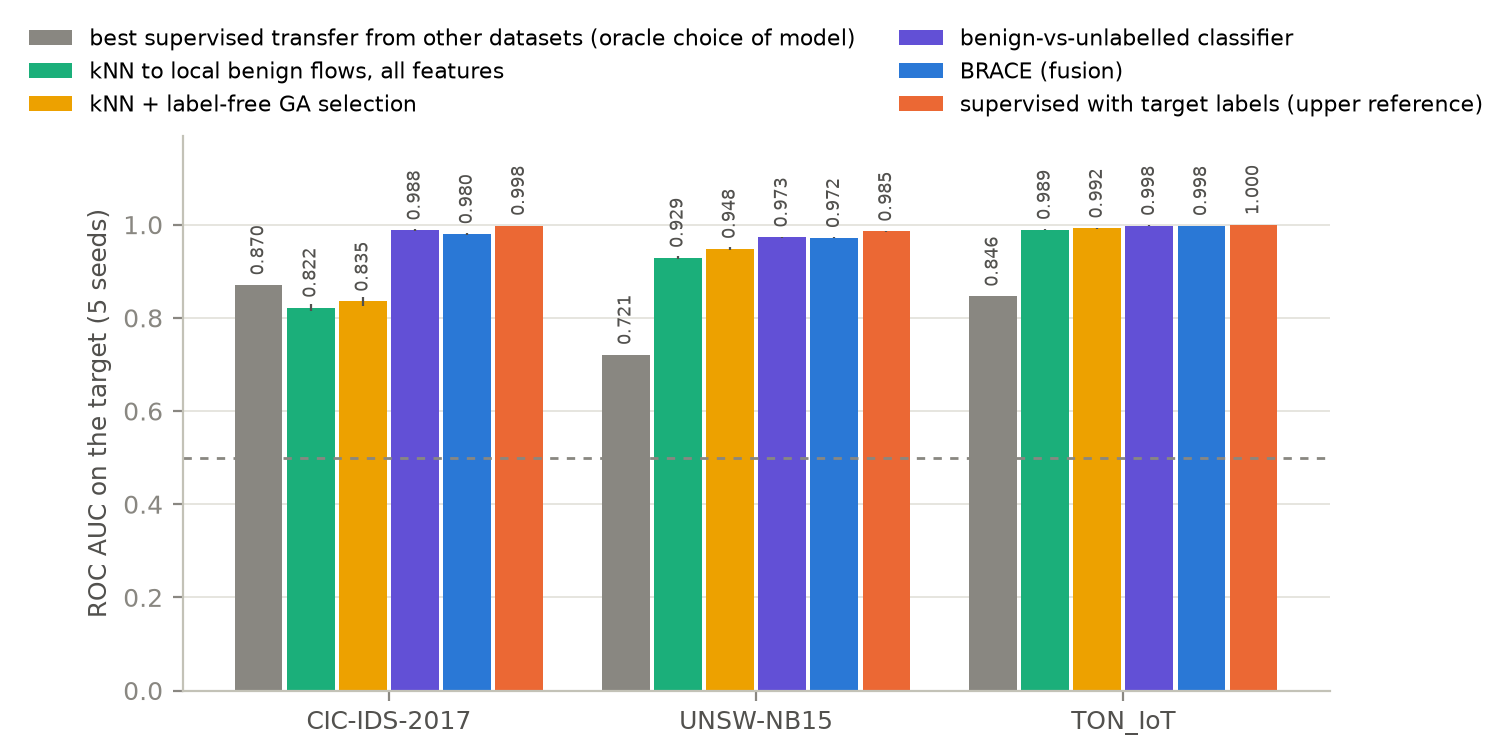 best supervised transfer from other datasets (oracle choice of model)
kNN to local benign flows, all features
kNN + label-free GA selection
benign-vs-unlabelled classifier
BRACE (fusion)
supervised with target labels (upper reference)
ROC AUC on the target (5 seeds)
1.0
0.8
0.6
0.4
0.2
0.0
0.870
0.822
0.835
0.988
0.980
0.998
0.721
0.929
0.948
0.973
0.972
0.985
0.846
0.989
0.992
0.998
0.998
1.000
CIC-IDS-2017
UNSW-NB15
TON_IoT